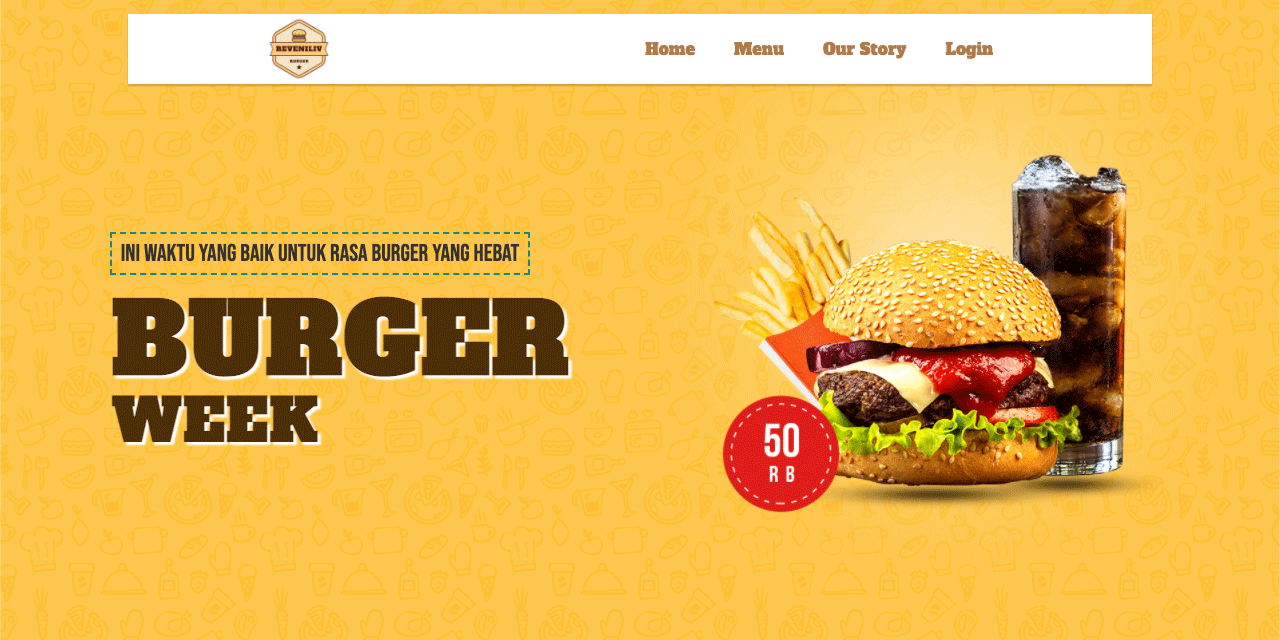 REVENILIV
BURGER
Home
Menu
Our Story
Login
INI WAKTU YANG BAIK UNTUK RASA BURGER YANG HEBAT
BURGER
WEEK
50
RB